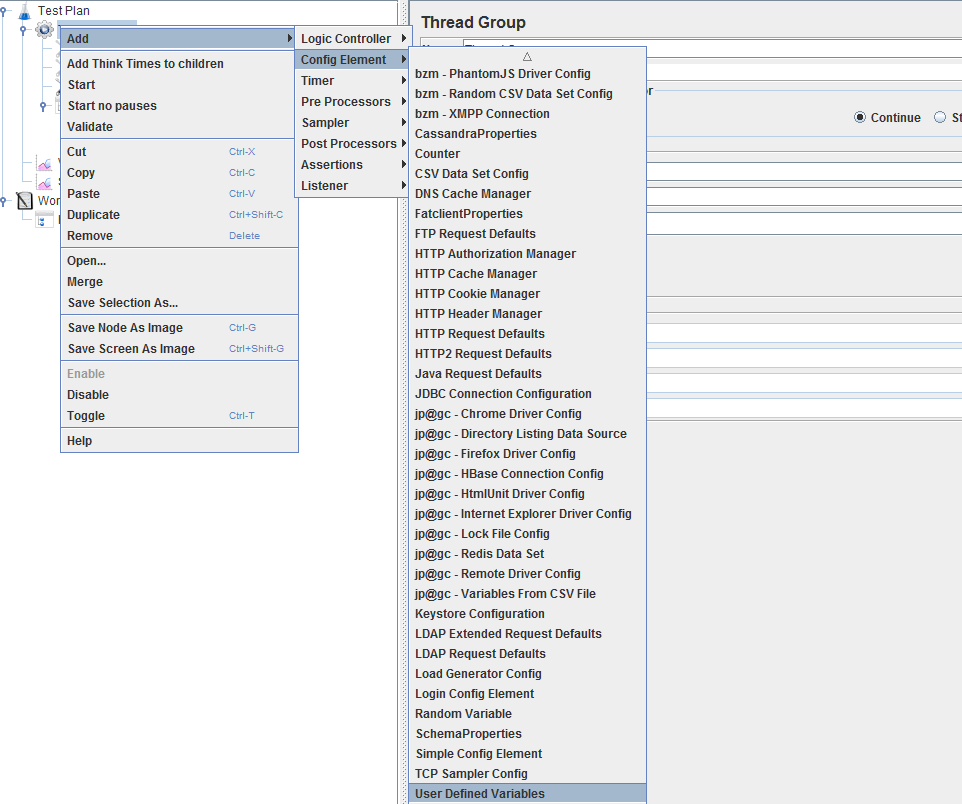 Test Plan
Wor
Add
Add Think Times to children
Start
Start no pauses
Validate
Cut Ctrl-X
Copy Ctrl-C
Paste Ctrl-V
Duplicate Ctrl+Shift-C
Remove Delete
Open...
Merge
Save Selection As...
Save Node As Image Ctrl-G
Save Screen As Image Ctrl+Shift-G
Enable
Disable
Toggle Ctrl-T
Help
Logic Controller
Config Element
Timer
Pre Processors
Sampler
Post Processors
Assertions
Listener
bzm - PhantomJS Driver Config
bzm - Random CSV Data Set Config
bzm - XMPP Connection
CassandraProperties
Counter
CSV Data Set Config
DNS Cache Manager
FatclientProperties
FTP Request Defaults
HTTP Authorization Manager
HTTP Cache Manager
HTTP Cookie Manager
HTTP Header Manager
HTTP Request Defaults
HTTP2 Request Defaults
Java Request Defaults
JDBC Connection Configuration
jp@gc - Chrome Driver Config
jp@gc - Directory Listing Data Source
jp@gc - Firefox Driver Config
jp@gc - HBase Connection Config
jp@gc - HtmlUnit Driver Config
jp@gc - Internet Explorer Driver Config
jp@gc - Lock File Config
jp@gc - Redis Data Set
jp@gc - Remote Driver Config
jp@gc - Variables From CSV File
Keystore Configuration
LDAP Extended Request Defaults
LDAP Request Defaults
Load Generator Config
Login Config Element
Random Variable
SchemaProperties
Simple Config Element
TCP Sampler Config
User Defined Variables
Thread Group
Continue St